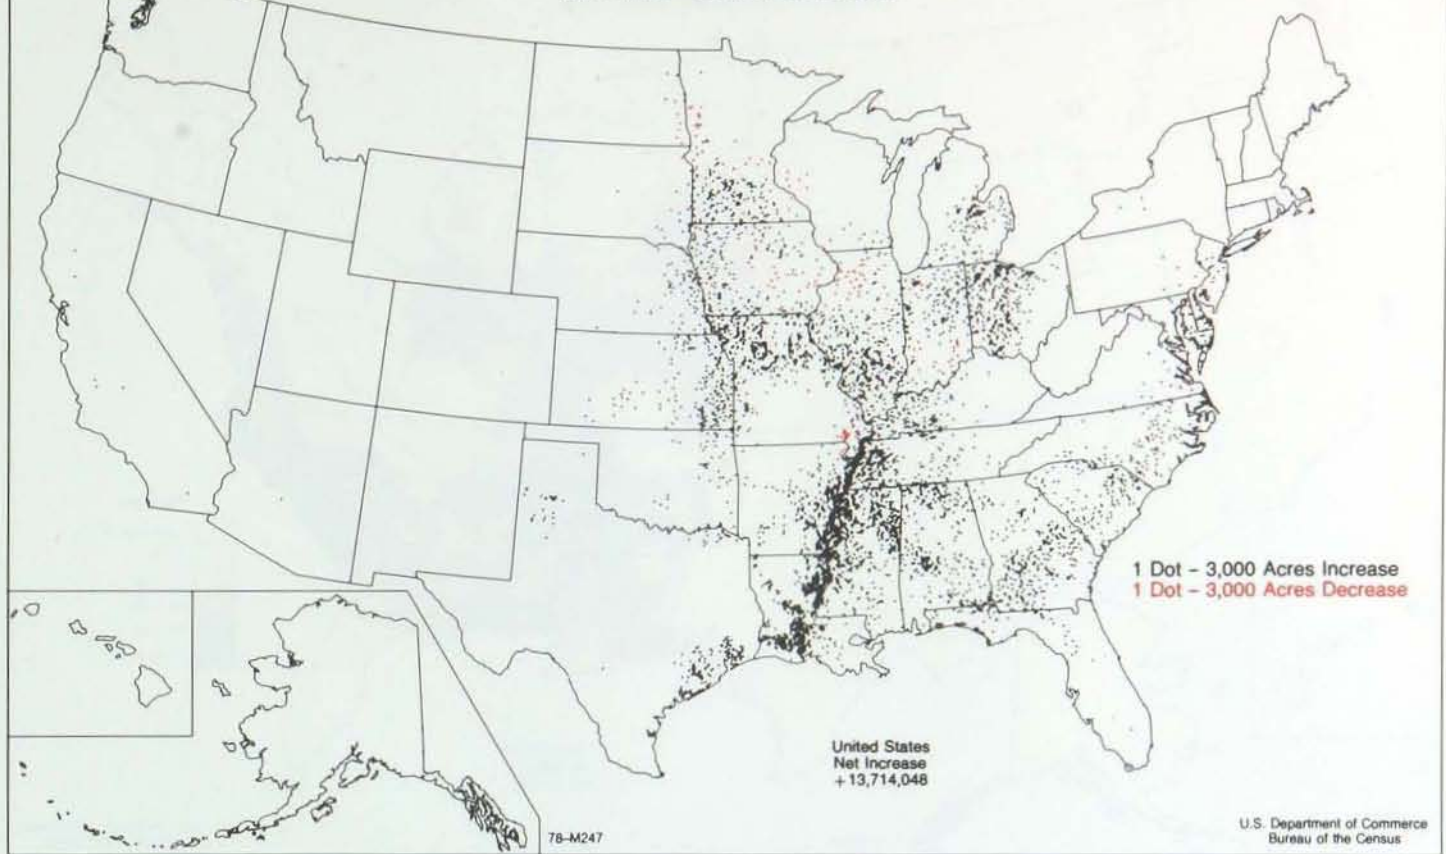 1 Dot – 3,000 Acres Increase
1 Dot – 3,000 Acres Decrease
United States
Net Increase
+13,714,048
78-M247
U.S. Department of Commerce
Bureau of the Census